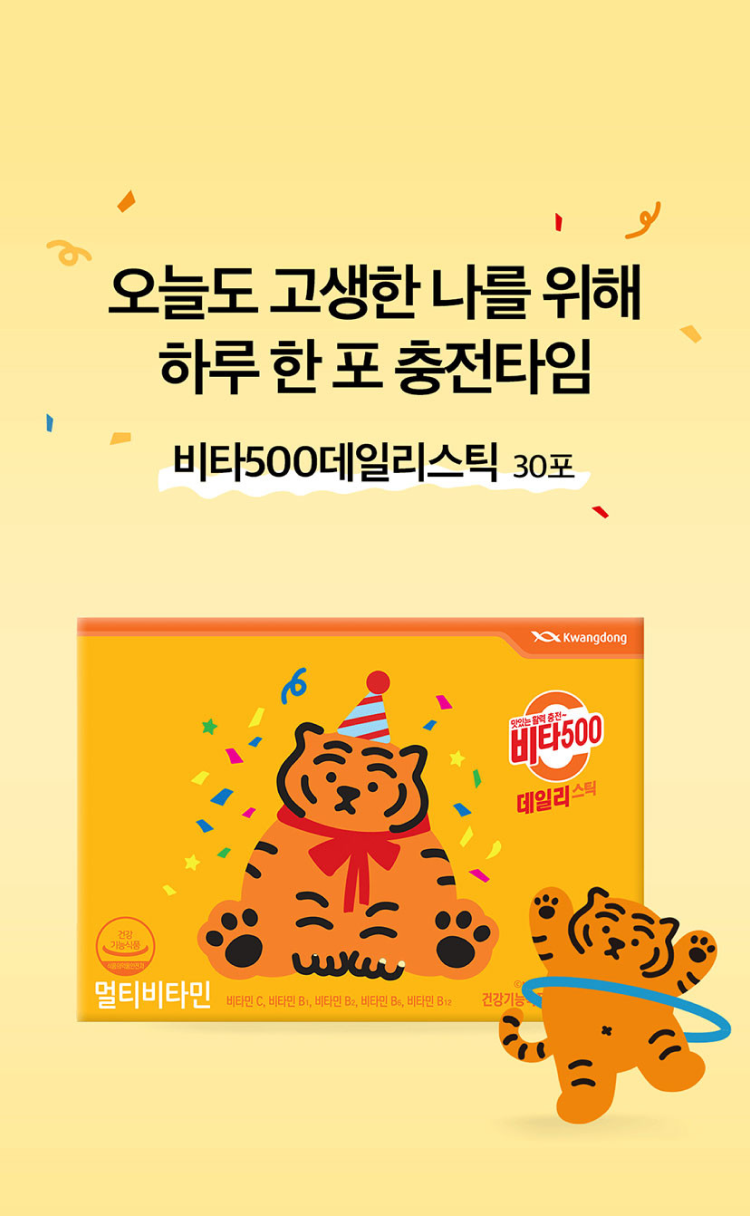 오늘도 고생한 나를 위해
하루 한 포 충전타임
비타500데일리스틱 30포
Kwangdong
맛있는 활력 충전~
비타500
데일리스틱
건강
기능식품
멀티비타민
비타민 C, 비타민 B1, 비타민 B2, 비타민 B6, 비타민 B12
건강기능